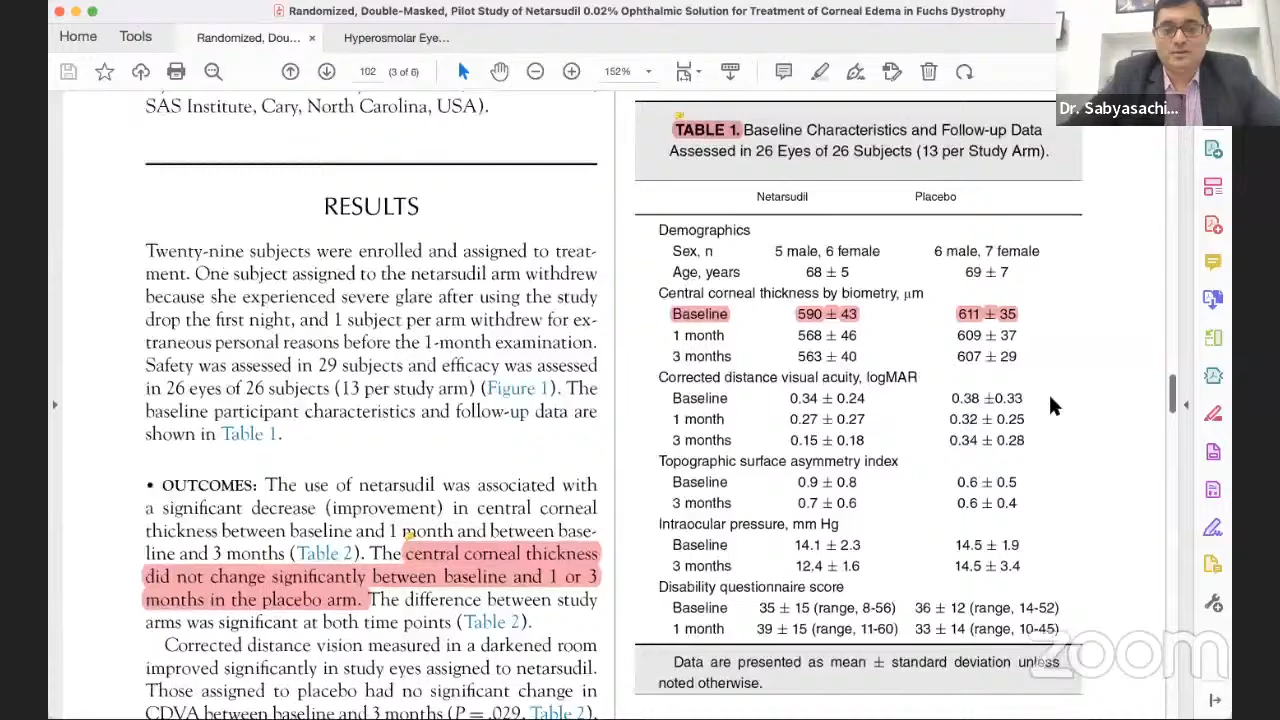 Randomized, Double-Masked, Pilot Study of Netarsudil 0.02% Ophthalmic Solution for Treatment of Corneal Edema in Fuchs Dystrophy
Home
Tools
Randomized, Dou...
×
Hyperosmolar Eye...
102
(3 of 6)
152%
Dr. Sabyasachi...
SAS Institute, Cary, North Carolina, USA).
RESULTS
Twenty-nine subjects were enrolled and assigned to treat-
ment. One subject assigned to the netarsudil arm withdrew
because she experienced severe glare after using the study
drop the first night, and 1 subject per arm withdrew for ex-
traneous personal reasons before the 1-month examination.
Safety was assessed in 29 subjects and efficacy was assessed
in 26 eyes of 26 subjects (13 per study arm) (Figure 1). The
baseline participant characteristics and follow-up data are
shown in Table 1.
• OUTCOMES: The use of netarsudil was associated with
a significant decrease (improvement) in central corneal
thickness between baseline and 1 month and between base-
line and 3 months (Table 2). The central corneal thickness
did not change significantly between baseline and 1 or 3
months in the placebo arm. The difference between study
arms was significant at both time points (Table 2).
Corrected distance vision measured in a darkened room
improved significantly in study eyes assigned to netarsudil.
Those assigned to placebo had no significant change in
CDVA between baseline and 3 months (P = .029, Table 2).
TABLE 1. Baseline Characteristics and Follow-up Data
Assessed in 26 Eyes of 26 Subjects (13 per Study Arm).
Netarsudil Placebo
Demographics
Sex, n 5 male, 6 female 6 male, 7 female
Age, years 68 ± 5 69 ± 7
Central corneal thickness by biometry, μm
Baseline 590 ± 43 611 ± 35
1 month 568 ± 46 609 ± 37
3 months 563 ± 40 607 ± 29
Corrected distance visual acuity, logMAR
Baseline 0.34 ± 0.24 0.38 ±0.33
1 month 0.27 ± 0.27 0.32 ± 0.25
3 months 0.15 ± 0.18 0.34 ± 0.28
Topographic surface asymmetry index
Baseline 0.9 ± 0.8 0.6 ± 0.5
3 months 0.7 ± 0.6 0.6 ± 0.4
Intraocular pressure, mm Hg
Baseline 14.1 ± 2.3 14.5 ± 1.9
3 months 12.4 ± 1.6 14.5 ± 3.4
Disability questionnaire score
Baseline 35 ± 15 (range, 8-56) 36 ± 12 (range, 14-52)
1 month 39 ± 15 (range, 11-60) 33 ± 14 (range, 10-45)
Data are presented as mean ± standard deviation unless
noted otherwise.
zoom